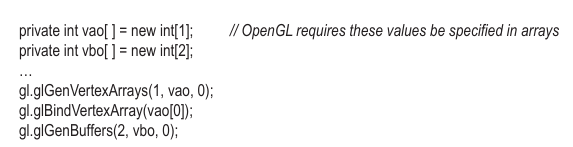 private int vao[ ] = new int[1]; // OpenGL requires these values be specified in arrays
private int vbo[ ] = new int[2];
…
gl.glGenVertexArrays(1, vao, 0);
gl.glBindVertexArray(vao[0]);
gl.glGenBuffers(2, vbo, 0);